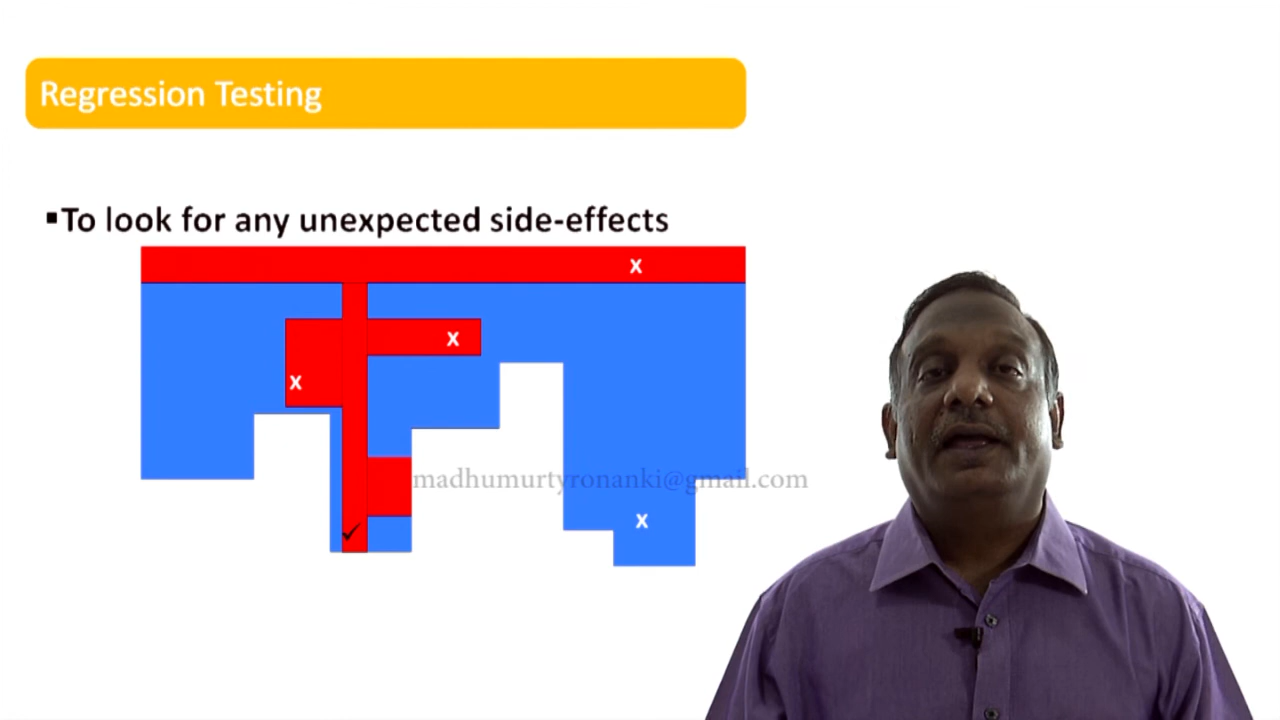 Regression Testing
▪To look for any unexpected side-effects
x
x
x
madhumurtyronanki@gmail.com
x
✓